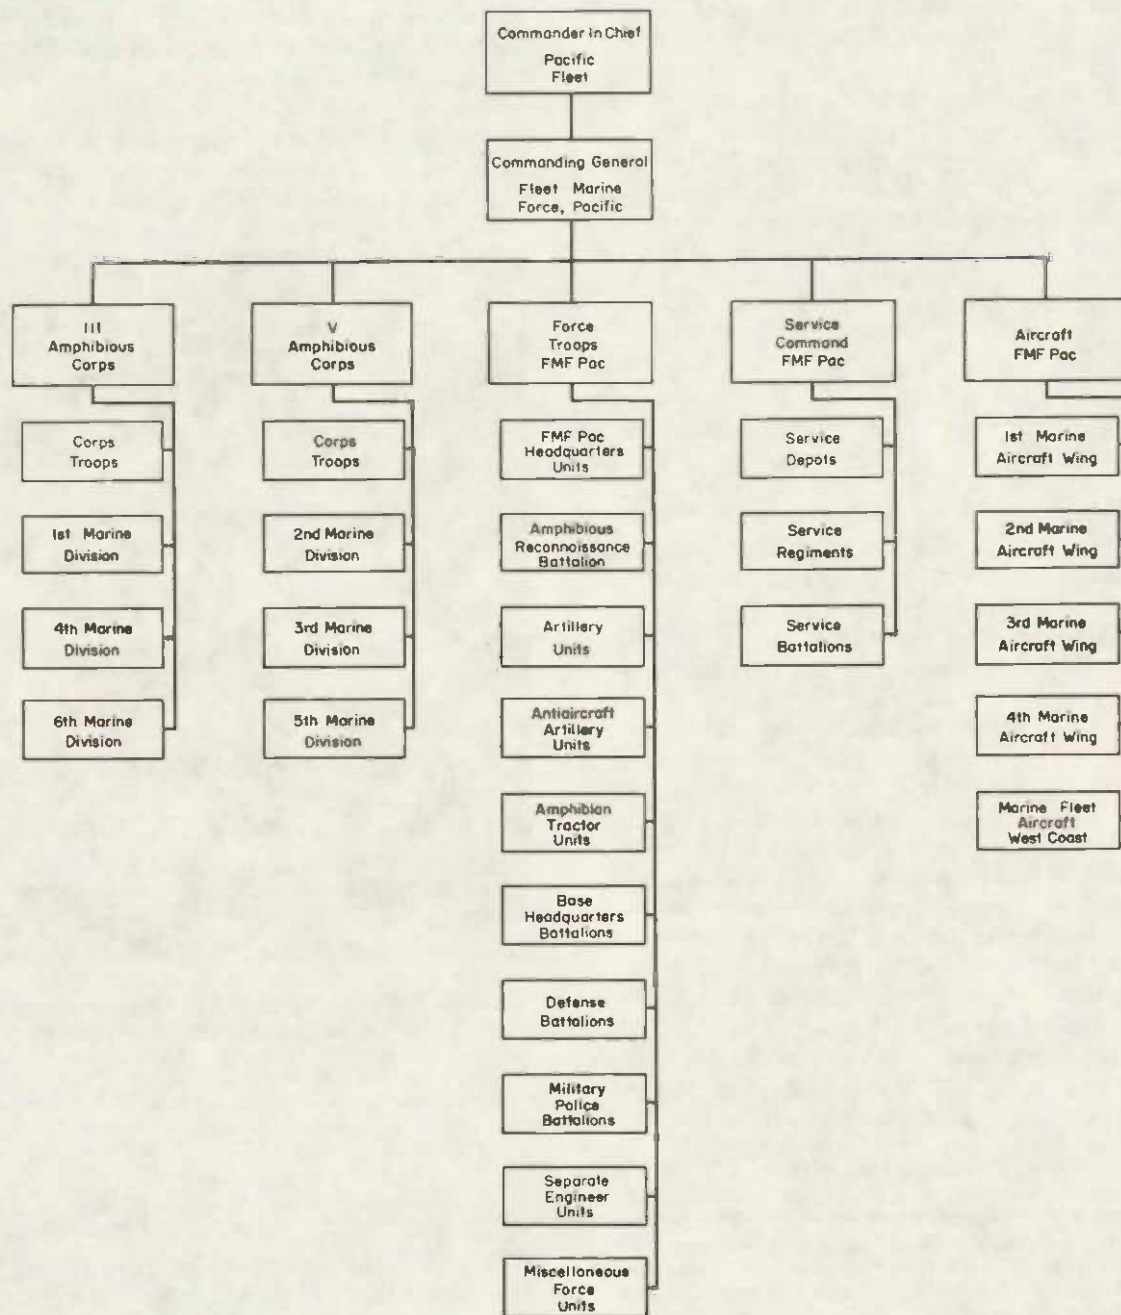 Commander in Chief
Pacific
Fleet
Commanding General
Fleet Marine
Force, Pacific
III
Amphibious
Corps
Corps
Troops
1st Marine
Division
4th Marine
Division
6th Marine
Division
V
Amphibious
Corps
Corps
Troops
2nd Marine
Division
3rd Marine
Division
5th Marine
Division
Force
Troops
FMF Pac
FMF Pac
Headquarters
Units
Amphibious
Reconnoissance
Battalion
Artillery
Units
Antiaircraft
Artillery
Units
Amphibian
Tractor
Units
Base
Headquarters
Battalions
Defense
Battalions
Military
Police
Battalions
Separate
Engineer
Units
Miscellaneous
Force
Units
Service
Command
FMF Pac
Service
Depots
Service
Regiments
Service
Battalions
Aircraft
FMF Pac
1st Marine
Aircraft Wing
2nd Marine
Aircraft Wing
3rd Marine
Aircraft Wing
4th Marine
Aircraft Wing
Marine Fleet
Aircraft
West Coast